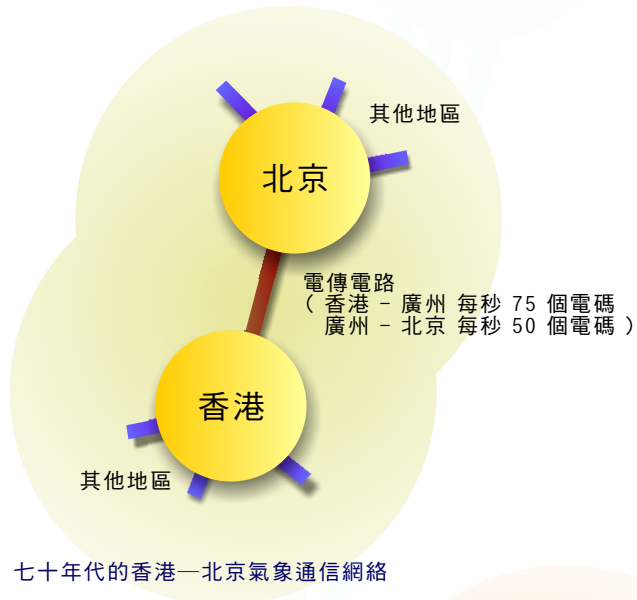 其他地區
北京
電傳電路
( 香港 - 廣州 每秒 75 個電碼
廣州 - 北京 每秒 50 個電碼 )
香港
其他地區
七十年代的香港—北京氣象通信網絡